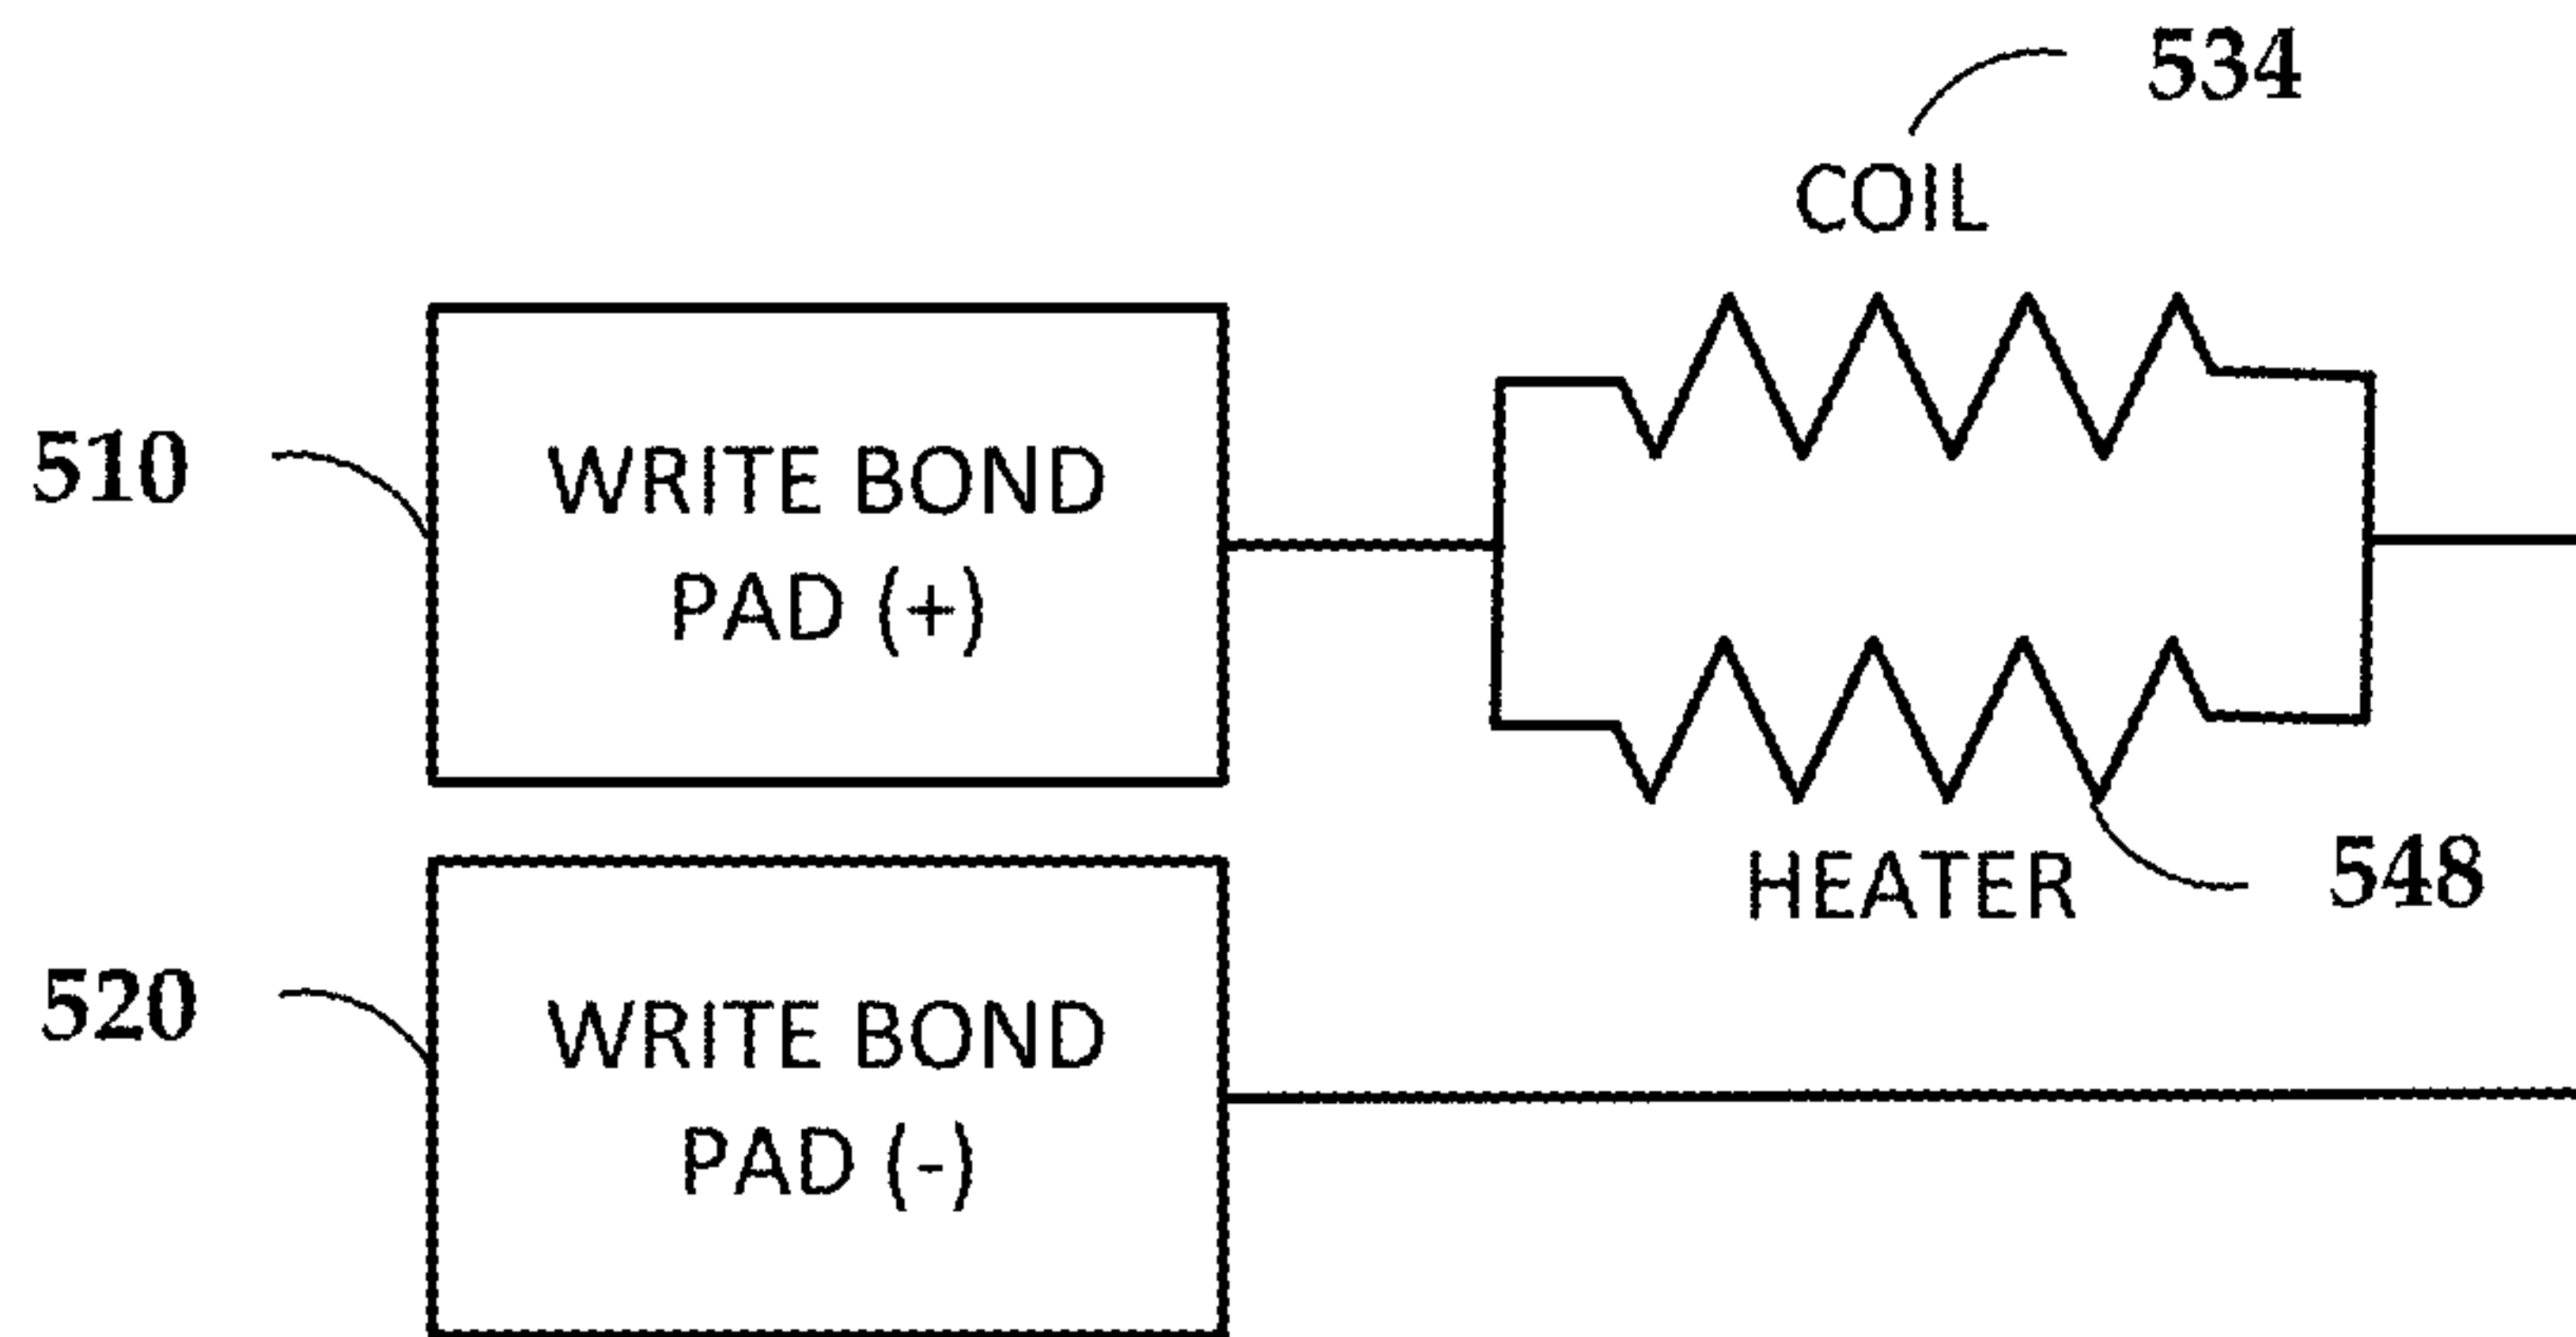 534
COIL
510
WRITE BOND
PAD (+)
HEATER
548
520
WRITE BOND
PAD (-)